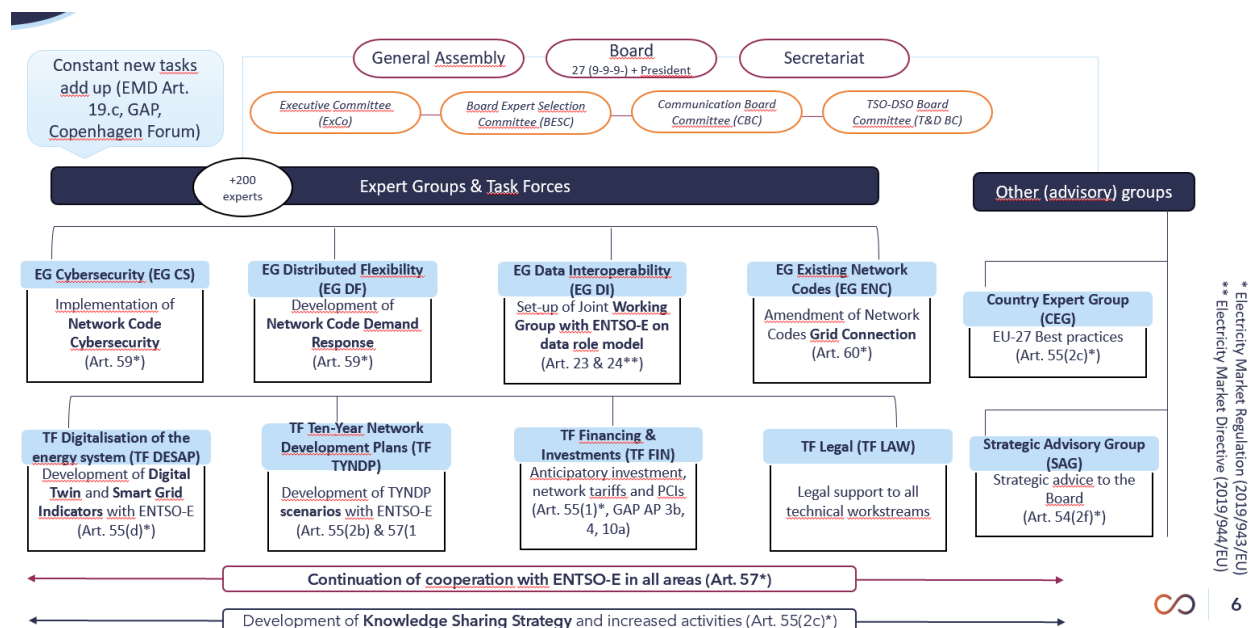 Constant new tasks
add up (EMD Art.
19.c, GAP,
Copenhagen Forum)
General Assembly
Board
27 (9-9-9-) + President
Secretariat
Executive Committee
(ExCo)
Board Expert Selection
Committee (BESC)
Communication Board
Committee (CBC)
TSO-DSO Board
Committee (T&D BC)
+200
experts
Expert Groups & Task Forces
Other (advisory) groups
EG Cybersecurity (EG CS)
Implementation of
Network Code
Cybersecurity
(Art. 59*)
EG Distributed Flexibility
(EG DF)
Development of
Network Code Demand
Response
(Art. 59*)
EG Data Interoperability
(EG DI)
Set-up of Joint Working
Group with ENTSO-E on
data role model
(Art. 23 & 24**)
EG Existing Network
Codes (EG ENC)
Amendment of Network
Codes Grid Connection
(Art. 60*)
Country Expert Group
(CEG)
EU-27 Best practices
(Art. 55(2c)*)
TF Digitalisation of the
energy system (TF DESAP)
Development of Digital
Twin and Smart Grid
Indicators with ENTSO-E
(Art. 55(d)*)
TF Ten-Year Network
Development Plans (TF
TYNDP)
Development of TYNDP
scenarios with ENTSO-E
(Art. 55(2b) & 57(1
TF Financing &
Investments (TF FIN)
Anticipatory investment,
network tariffs and PCIs
(Art. 55(1)*, GAP AP 3b,
4, 10a)
TF Legal (TF LAW)
Legal support to all
technical workstreams
Strategic Advisory Group
(SAG)
Strategic advice to the
Board
(Art. 54(2f)*)
* Electricity Market Regulation (2019/943/EU)
** Electricity Market Directive (2019/944/EU)
Continuation of cooperation with ENTSO-E in all areas (Art. 57*)
Development of Knowledge Sharing Strategy and increased activities (Art. 55(2c)*)
6